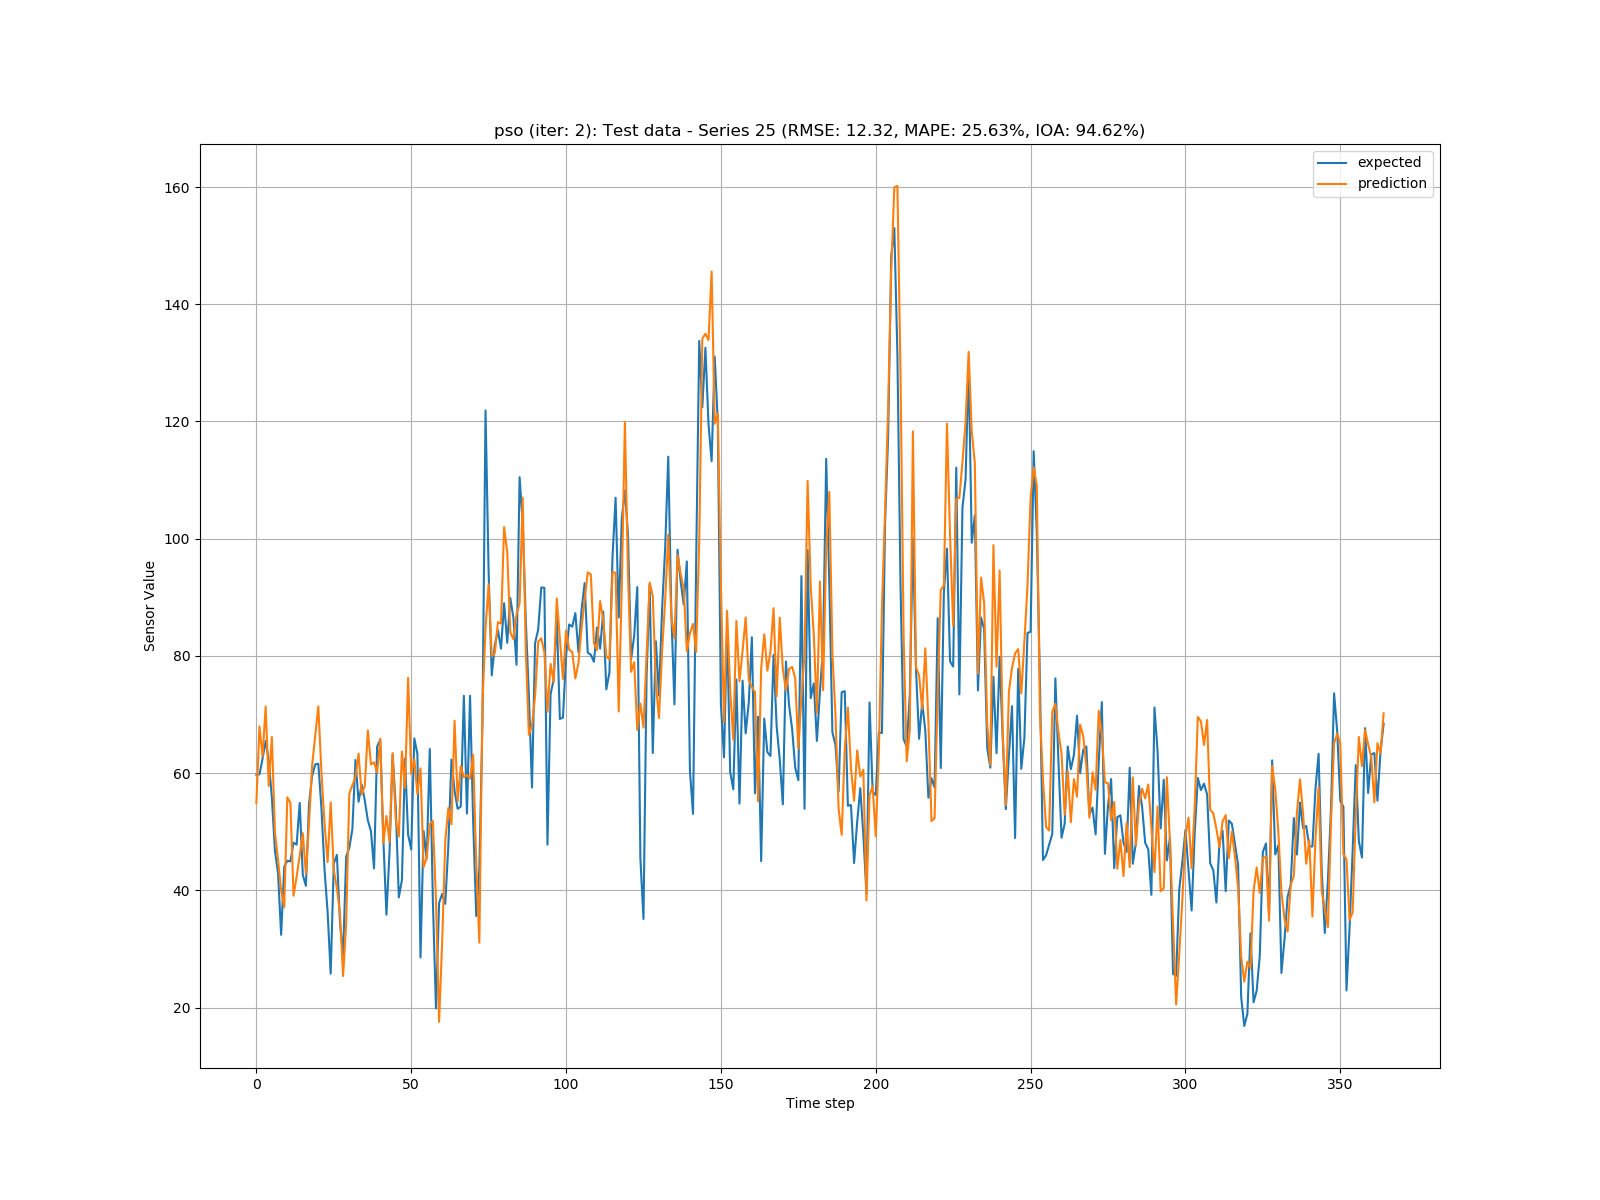 pso (iter: 2): Test data - Series 25 (RMSE: 12.32, MAPE: 25.63%, IOA: 94.62%)
expected
prediction
160
140
120
100
80
60
40
20
Sensor Value
0 50 100 150 200 250 300 350
Time step